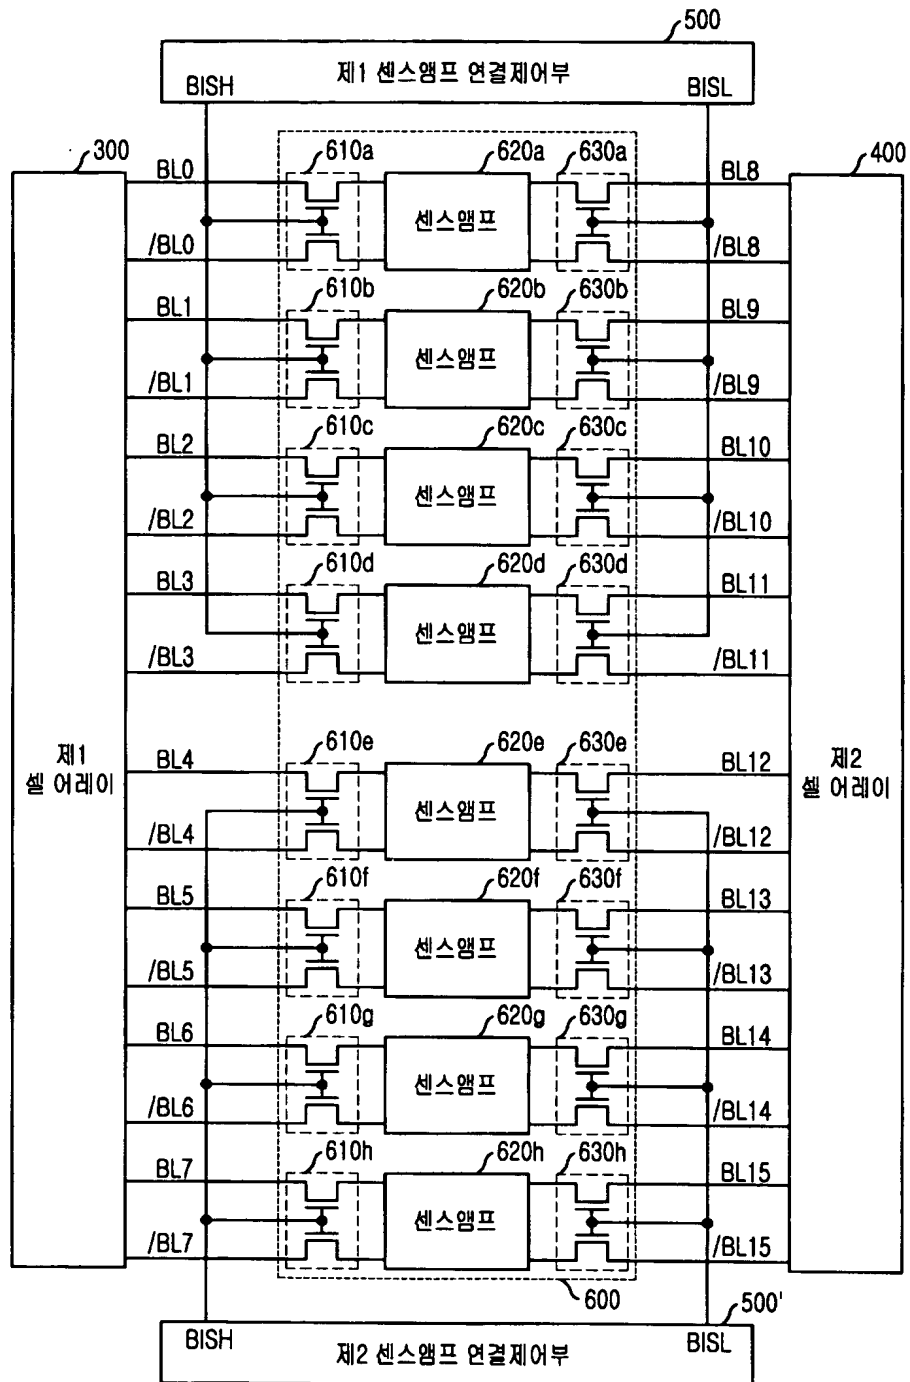 500
제1 센스앰프 연결제어부
BISH BISL
300 610a 620a 630a 400
BL0 BL8
센스앰프
/BL0 /BL8
610b 620b 630b
BL1 BL9
센스앰프
/BL1 /BL9
610c 620c 630c
BL2 BL10
센스앰프
/BL2 /BL10
610d 620d 630d
BL3 BL11
센스앰프
/BL3 /BL11
제1
셀 어레이
제2
셀 어레이
610e 620e 630e
BL4 BL12
센스앰프
/BL4 /BL12
610f 620f 630f
BL5 BL13
센스앰프
/BL5 /BL13
610g 620g 630g
BL6 BL14
센스앰프
/BL6 /BL14
610h 620h 630h
BL7 BL15
센스앰프
/BL7 /BL15
600
500'
BISH BISL
제2 센스앰프 연결제어부